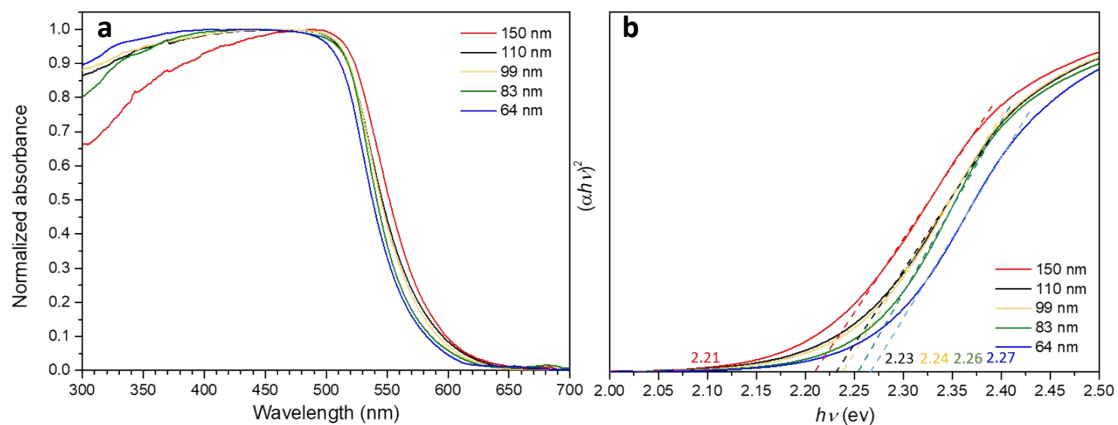 a
Normalized absorbance
1.0
0.9
0.8
0.7
0.6
0.5
0.4
0.3
0.2
0.1
0.0
150 nm
110 nm
99 nm
83 nm
64 nm
300 400 500 600 700
Wavelength (nm)
b
(αhν)²
150 nm
110 nm
99 nm
83 nm
64 nm
2.21 2.23 2.24 2.26 2.27
2.00 2.05 2.10 2.15 2.20 2.25 2.30 2.35 2.40 2.45 2.50
hν (ev)